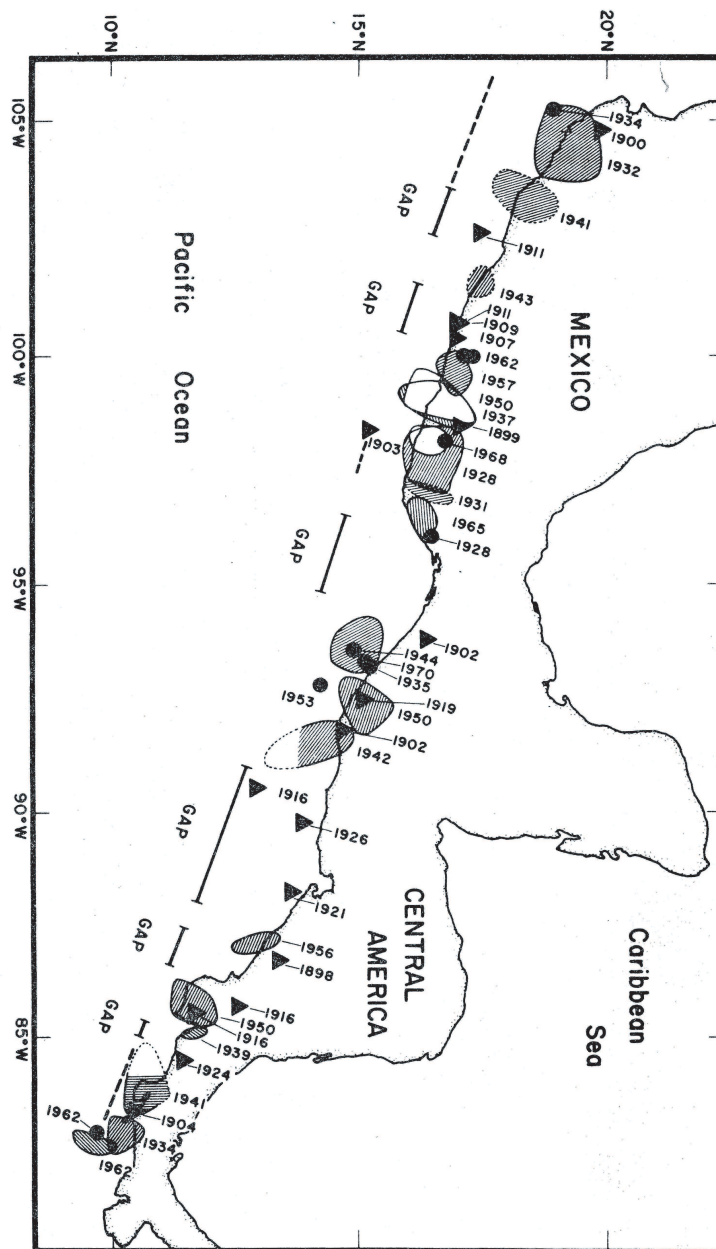 10°N
15°N
20°N
105°W
100°W
95°W
90°W
85°W
Pacific
Ocean
MEXICO
CENTRAL
AMERICA
Caribbean
Sea
GAP
GAP
GAP
GAP
GAP
GAP
1934
1900
1932
1941
1911
1943
1911
1909
1907
1962
1957
1950
1937
1899
1968
1903
1928
1931
1965
1928
1902
1944
1970
1935
1953
1919
1950
1902
1942
1916
1926
1921
1956
1898
1916
1950
1916
1939
1924
1941
1904
1962
1934
1962